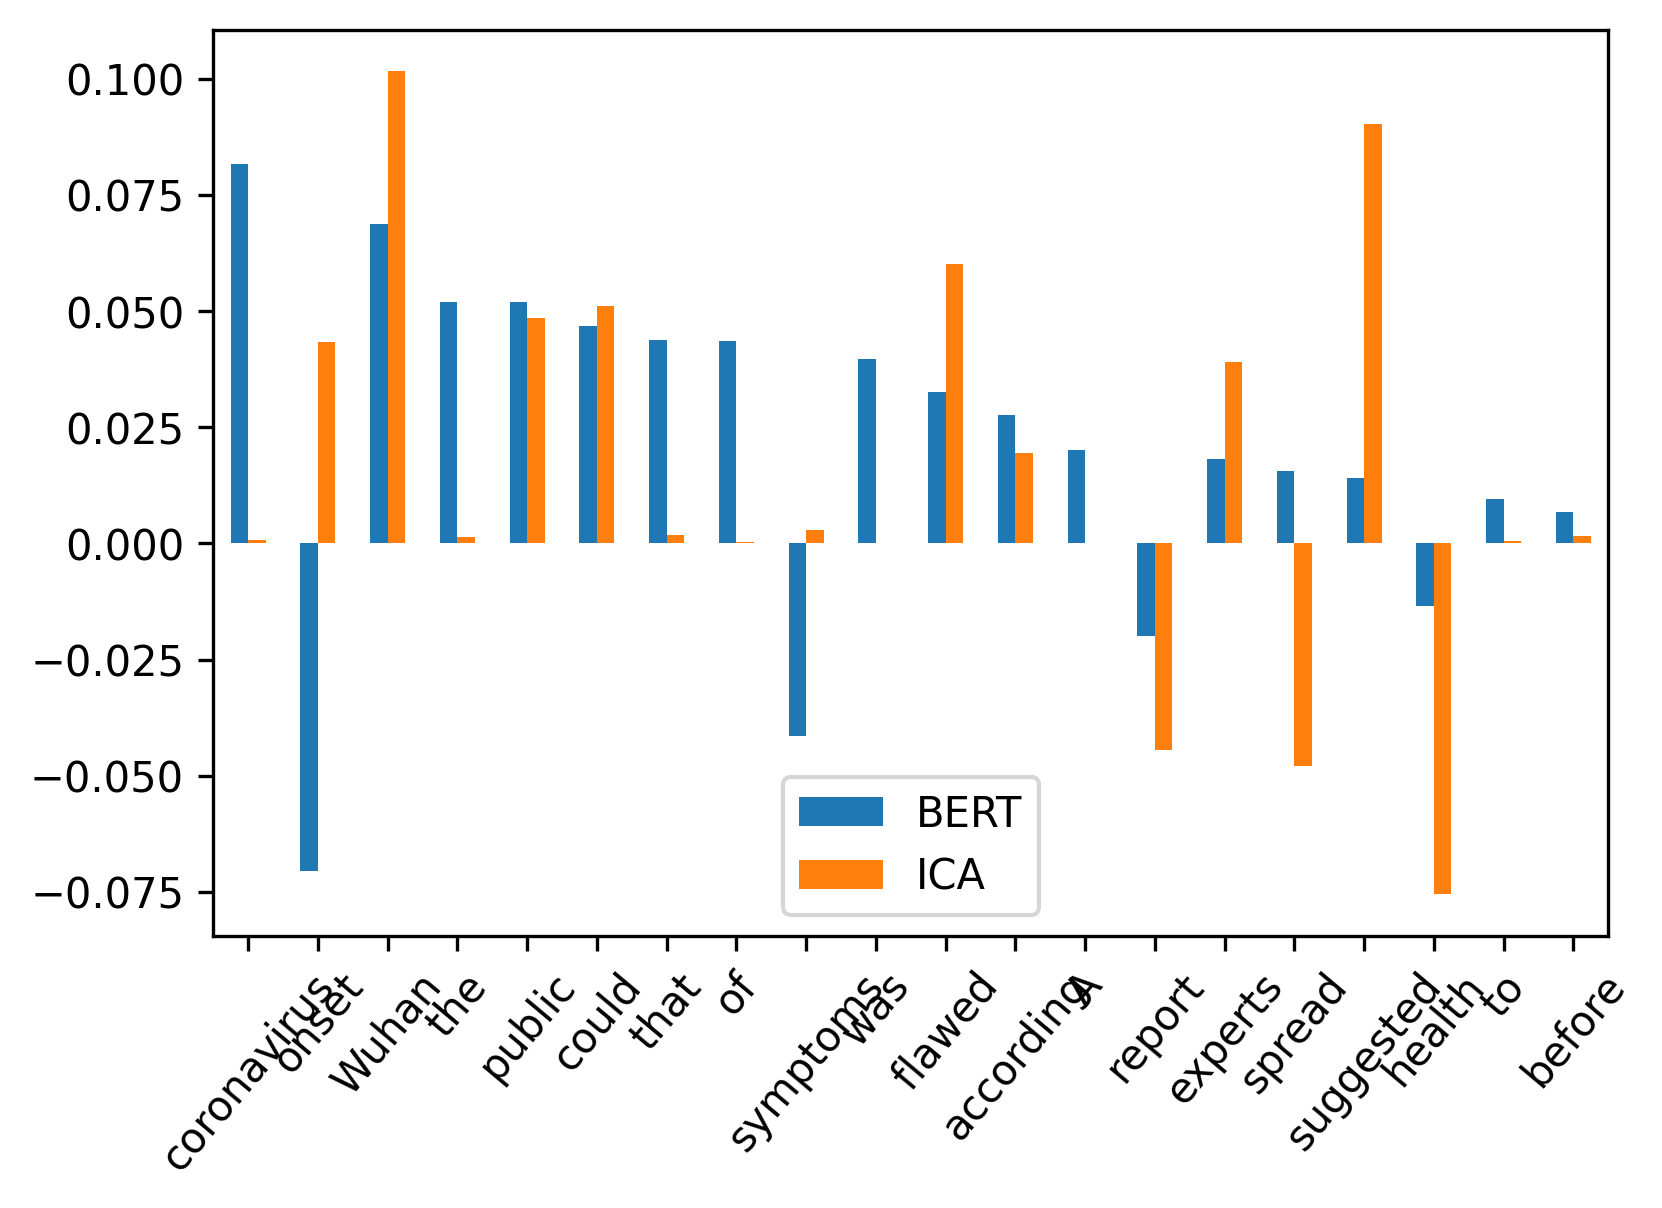 0.100
0.075
0.050
0.025
0.000
−0.025
−0.050
−0.075
BERT
ICA
coronavirus
onset
Wuhan
the
public
could
that
of
symptoms
was
flawed
according
A
report
experts
spread
suggested
health
to
before